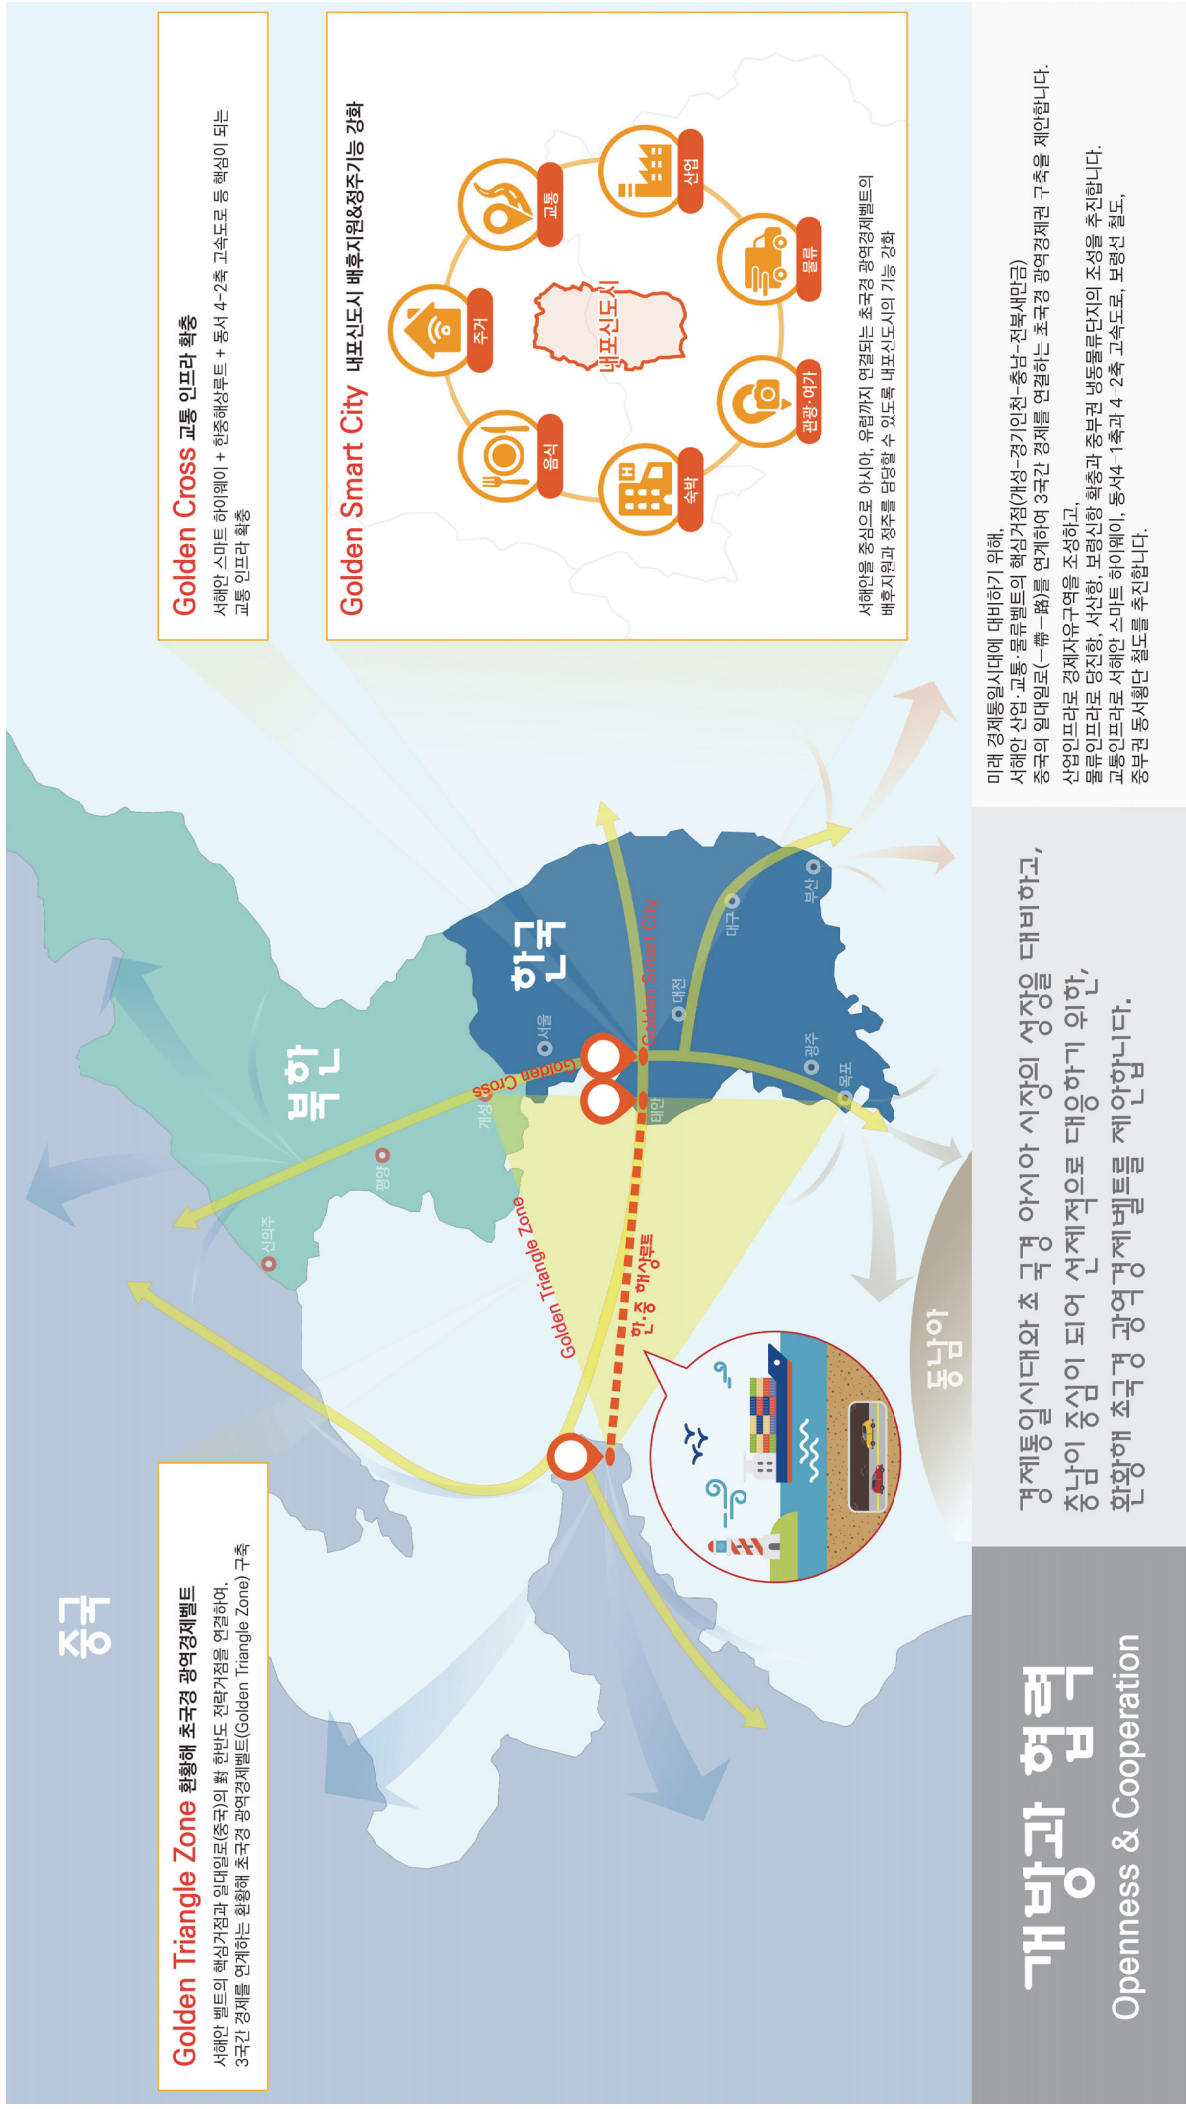 중국
Golden Triangle Zone 환황해 초국경 광역경제벨트
서해안 벨트의 핵심거점과 일대일로(중국)의 對 한반도 전략거점을 연결하여,
3국간 경제를 연계하는 환황해 초국경 광역경제벨트(Golden Triangle Zone) 구축
Golden Cross 교통 인프라 확충
서해안 스마트 하이웨이 + 한중해상루트 + 동서 4-2축 고속도로 등 핵심이 되는
교통 인프라 확충
Golden Smart City 내포신도시 배후지원&정주기능 강화
주거
음식
교통
숙박
산업
내포신도시
관광·여가
물류
서해안을 중심으로 아시아, 유럽까지 연결되는 초국경 광역경제벨트의
배후지원과 정주를 담당할 수 있도록 내포신도시의 기능 강화
북한
신의주
평양
개성
Golden Cross
한국
서울
Golden Triangle Zone
한·중 해상루트
태안
Golden Smart City
대전
대구
광주
부산
목포
동남아
개방과 협력
Openness & Cooperation
경제통일시대와 초 국경 아시아 시장의 성장을 대비하고,
충남이 중심이 되어 선제적으로 대응하기 위한,
환황해 초국경 광역경제벨트를 제안합니다.
미래 경제통일시대에 대비하기 위해,
서해안 산업·교통·물류벨트의 핵심거점(개성-경기인천-충남-전북새만금)
중국의 일대일로(一帶一路)를 연계하여 3국간 경제를 연결하는 초국경 광역경제권 구축을 제안합니다.
산업인프라로 경제자유구역을 조성하고,
물류인프라로 당진항, 서산항, 보령신항 확충과 중부권 냉동물류단지의 조성을 추진합니다.
교통인프라로 서해안 스마트 하이웨이, 동서4-1축과 4-2축 고속도로, 보령선 철도,
중부권 동서횡단 철도를 추진합니다.